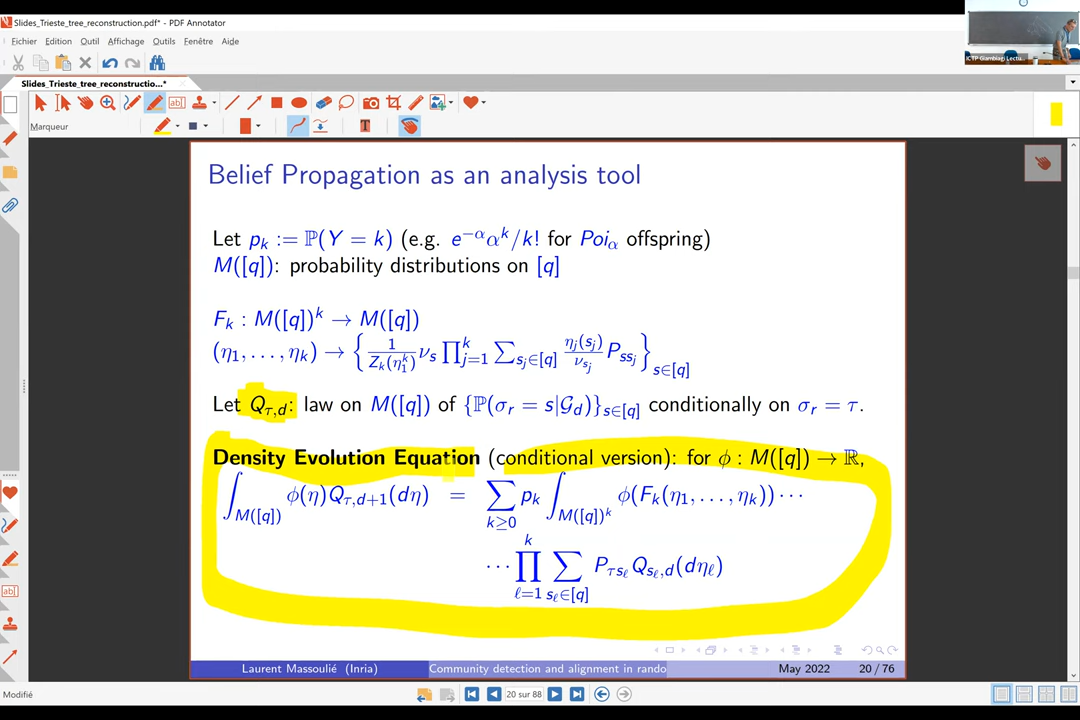 Slides_Trieste_tree_reconstruction.pdf* - PDF Annotator
Fichier Edition Outil Affichage Outils Fenêtre Aide
Slides_Trieste_tree_reconstructio...*
Marqueur
ICTP Giambiagi Lectu...
Belief Propagation as an analysis tool
Let p_k := ℙ(Y = k) (e.g. e^{−α}α^k/k! for Poi_α offspring)
M([q]): probability distributions on [q]
F_k : M([q])^k → M([q])
(η_1, . . . , η_k) → { 1/Z_k(η_1^k) ν_s ∏_{j=1}^k ∑_{s_j∈[q]} η_j(s_j)/ν_{s_j} P_{ss_j} }_{s∈[q]}
Let Q_{τ,d}: law on M([q]) of {ℙ(σ_r = s|𝒢_d)}_{s∈[q]} conditionally on σ_r = τ.
Density Evolution Equation (conditional version): for ϕ : M([q]) → ℝ,
∫_{M([q])} ϕ(η)Q_{τ,d+1}(dη) = ∑_{k≥0} p_k ∫_{M([q])^k} ϕ(F_k(η_1, . . . , η_k)) · · ·
· · · ∏_{ℓ=1}^k ∑_{s_ℓ∈[q]} P_{τs_ℓ} Q_{s_ℓ,d}(dη_ℓ)
Laurent Massoulié (Inria) Community detection and alignment in rando May 2022 20 / 76
Modifié 20 sur 88